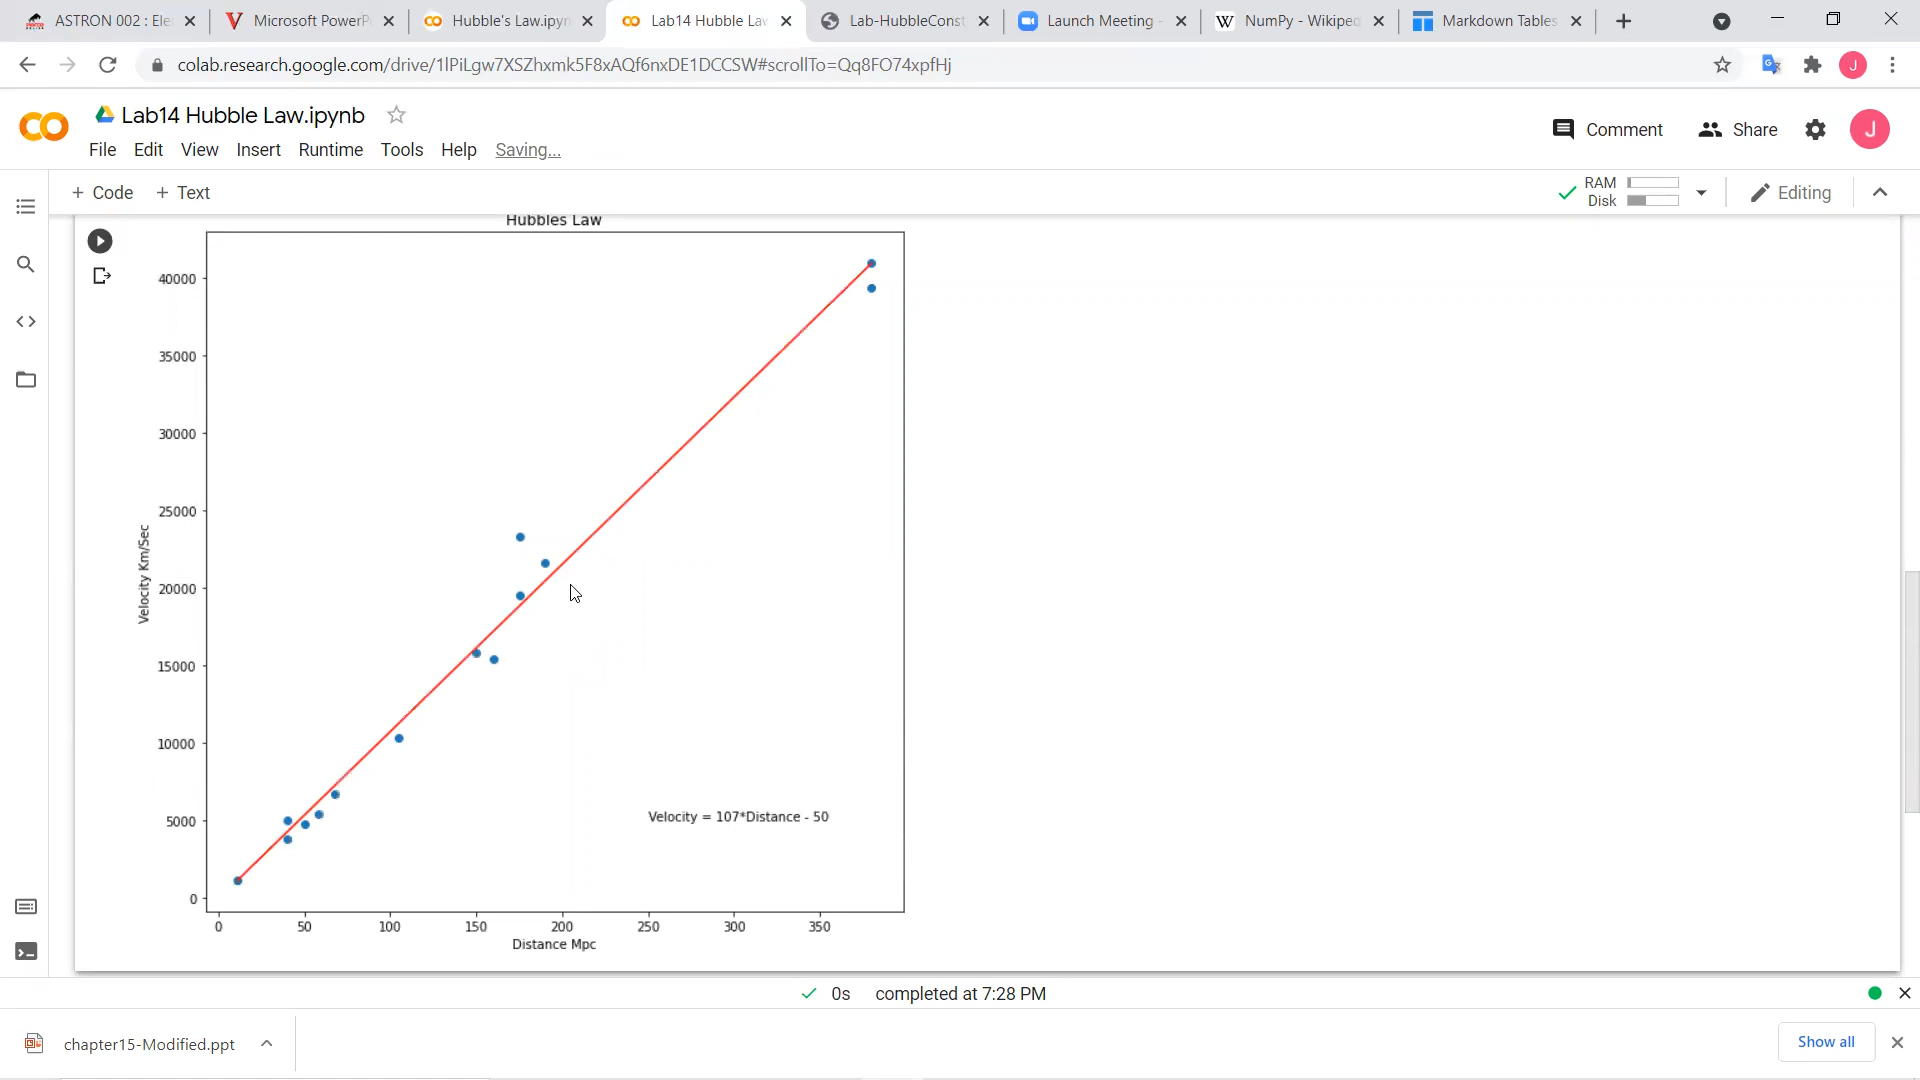 ASTRON 002 : Ele
Microsoft PowerP
Hubble's Law.ipyn
Lab14 Hubble Law
Lab-HubbleConst
Launch Meeting -
NumPy - Wikiped
Markdown Tables
colab.research.google.com/drive/1lPiLgw7XSZhxmk5F8xAQf6nxDE1DCCSW#scrollTo=Qq8FO74xpfHj
J
Lab14 Hubble Law.ipynb
Comment
Share
J
File Edit View Insert Runtime Tools Help Saving...
+ Code + Text
RAM
Disk
Editing
Hubbles Law
40000
35000
30000
25000
20000
15000
10000
5000
0
Velocity Km/Sec
Velocity = 107*Distance - 50
0 50 100 150 200 250 300 350
Distance Mpc
0s completed at 7:28 PM
chapter15-Modified.ppt
Show all